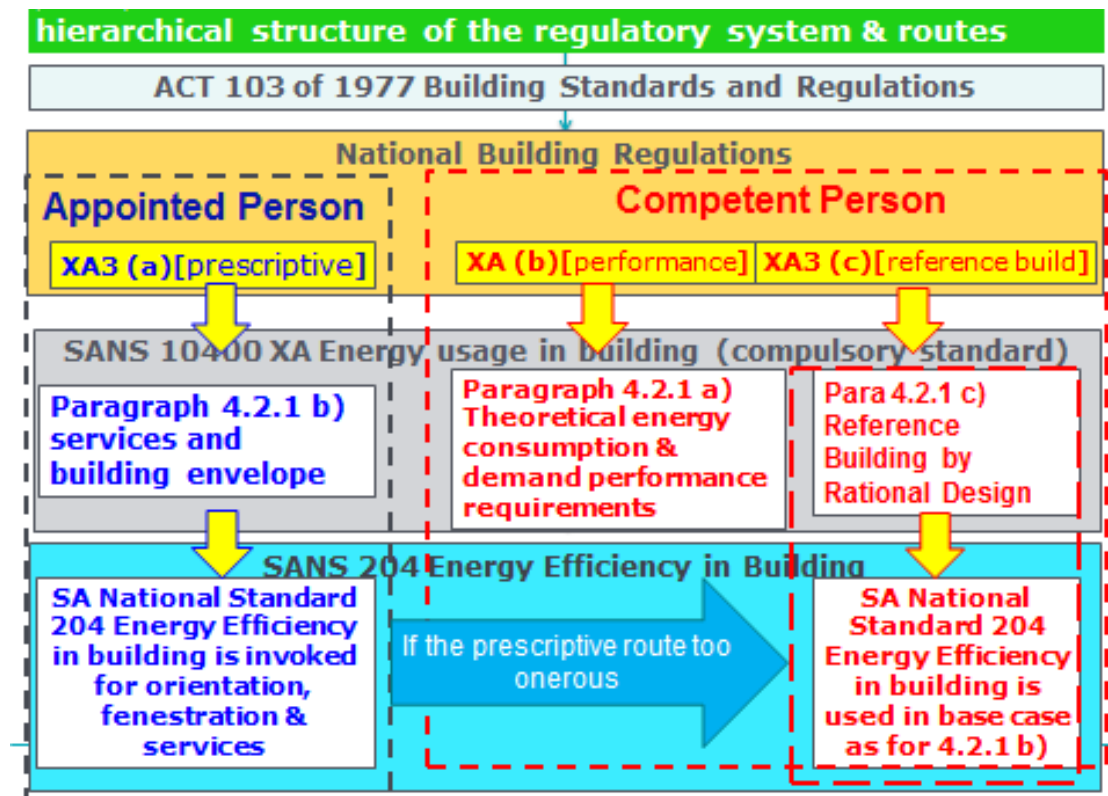 hierarchical structure of the regulatory system & routes
ACT 103 of 1977 Building Standards and Regulations
National Building Regulations
Appointed Person
Competent Person
XA3 (a)[prescriptive]
XA (b)[performance]
XA3 (c)[reference build]
SANS 10400 XA Energy usage in building (compulsory standard)
Paragraph 4.2.1 b)
services and
building envelope
Paragraph 4.2.1 a)
Theoretical energy
consumption &
demand performance
requirements
Para 4.2.1 c)
Reference
Building by
Rational Design
SANS 204 Energy Efficiency in Building
SA National Standard
204 Energy Efficiency
in building is invoked
for orientation,
fenestration &
services
If the prescriptive route too
onerous
SA National
Standard 204
Energy Efficiency
in building is
used in base case
as for 4.2.1 b)